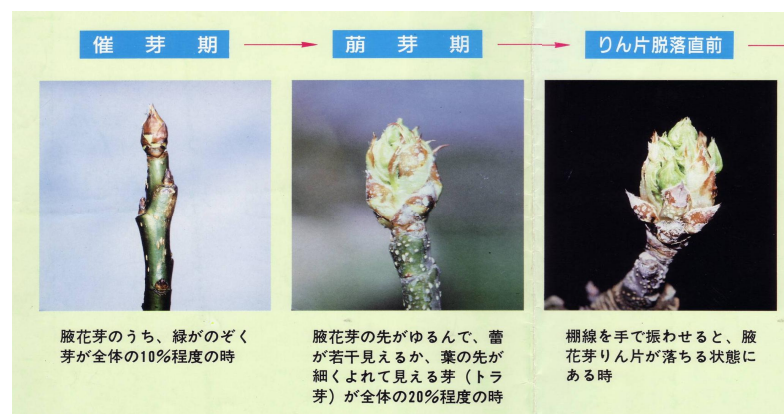 催芽期
萠芽期
りん片脱落直前
腋花芽のうち、緑がのぞく
芽が全体の10%程度の時
腋花芽の先がゆるんで、蕾
が若干見えるか、葉の先が
細くよれて見える芽（トラ
芽）が全体の20%程度の時
棚線を手で振わせると、腋
花芽りん片が落ちる状態に
ある時